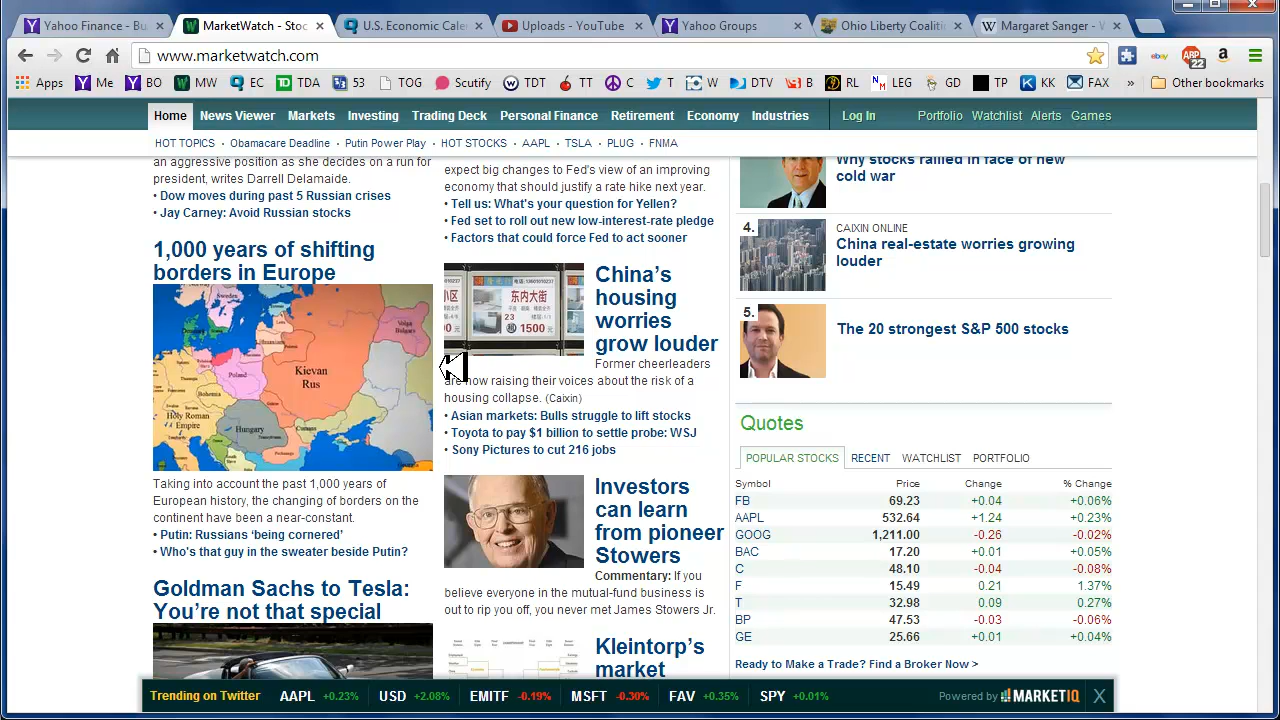 Yahoo Finance - Bu
MarketWatch - Stoc
U.S. Economic Cale
Uploads - YouTube
Yahoo Groups
Ohio Liberty Coaliti
Margaret Sanger - W
www.marketwatch.com
ebay
ABP
22
Apps
Me
BO
MW
EC
TDA
53
TOG
Scutify
TDT
TT
C
T
W
DTV
B
RL
LEG
GD
TP
KK
FAX
»
Other bookmarks
Home
News Viewer
Markets
Investing
Trading Deck
Personal Finance
Retirement
Economy
Industries
Log In
Portfolio
Watchlist
Alerts
Games
HOT TOPICS • Obamacare Deadline • Putin Power Play • HOT STOCKS • AAPL • TSLA • PLUG • FNMA
an aggressive position as she decides on a run for
president, writes Darrell Delamaide.
• Dow moves during past 5 Russian crises
• Jay Carney: Avoid Russian stocks
1,000 years of shifting
borders in Europe
Sweden
Denmark
Lithuanians
Volga
Bulgaria
Poland
Kievan
Rus
Bohemia
Holy Roman
Empire
Hungary
Cumans
Taking into account the past 1,000 years of
European history, the changing of borders on the
continent have been a near-constant.
• Putin: Russians ‘being cornered’
• Who's that guy in the sweater beside Putin?
Goldman Sachs to Tesla:
You’re not that special
expect big changes to Fed's view of an improving
economy that should justify a rate hike next year.
• Tell us: What's your question for Yellen?
• Fed set to roll out new low-interest-rate pledge
• Factors that could force Fed to act sooner
东内大街
23
1500
元
China’s
housing
worries
grow louder
Former cheerleaders
are now raising their voices about the risk of a
housing collapse. (Caixin)
• Asian markets: Bulls struggle to lift stocks
• Toyota to pay $1 billion to settle probe: WSJ
• Sony Pictures to cut 216 jobs
Investors
can learn
from pioneer
Stowers
Commentary: If you
believe everyone in the mutual-fund business is
out to rip you off, you never met James Stowers Jr.
Kleintorp’s
market
Why stocks rallied in face of new
cold war
4.
CAIXIN ONLINE
China real-estate worries growing
louder
5.
The 20 strongest S&P 500 stocks
Quotes
POPULAR STOCKS RECENT WATCHLIST PORTFOLIO
Symbol Price Change % Change
FB 69.23 +0.04 +0.06%
AAPL 532.64 +1.24 +0.23%
GOOG 1,211.00 -0.26 -0.02%
BAC 17.20 +0.01 +0.05%
C 48.10 -0.04 -0.08%
F 15.49 0.21 1.37%
T 32.98 0.09 0.27%
BP 47.53 -0.03 -0.06%
GE 25.66 +0.01 +0.04%
Ready to Make a Trade? Find a Broker Now >
Trending on Twitter AAPL +0.23% USD +2.08% EMITF -0.19% MSFT -0.30% FAV +0.35% SPY +0.01% Powered by MARKETIQ X